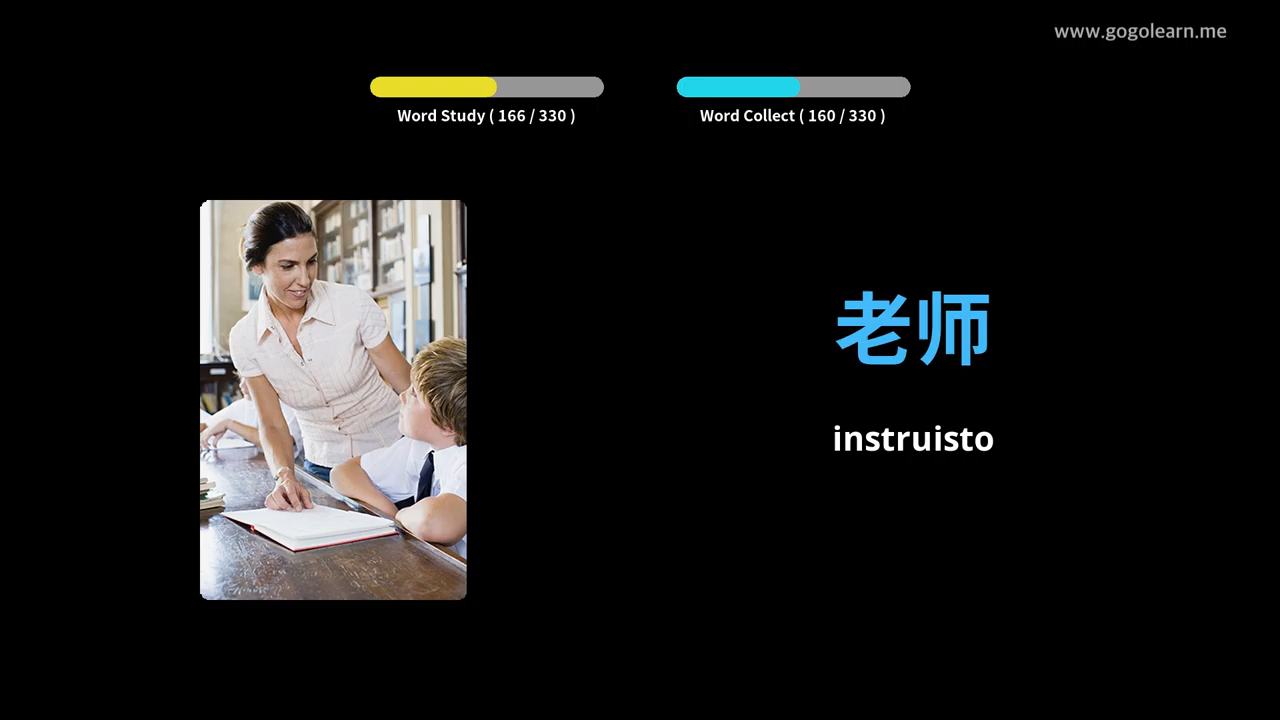 www.gogolearn.me
Word Study ( 166 / 330 )
Word Collect ( 160 / 330 )
老师
instruisto